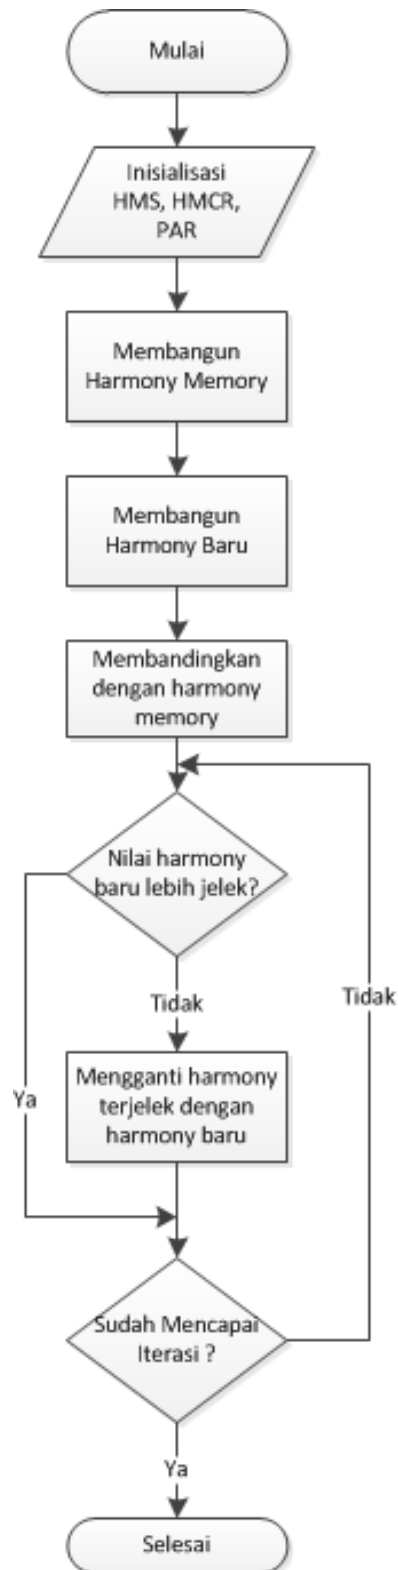 Mulai
Inisialisasi
HMS, HMCR,
PAR
Membangun
Harmony Memory
Membangun
Harmony Baru
Membandingkan
dengan harmony
memory
Nilai harmony
baru lebih jelek?
Tidak
Tidak
Ya
Mengganti harmony
terjelek dengan
harmony baru
Sudah Mencapai
Iterasi ?
Ya
Selesai